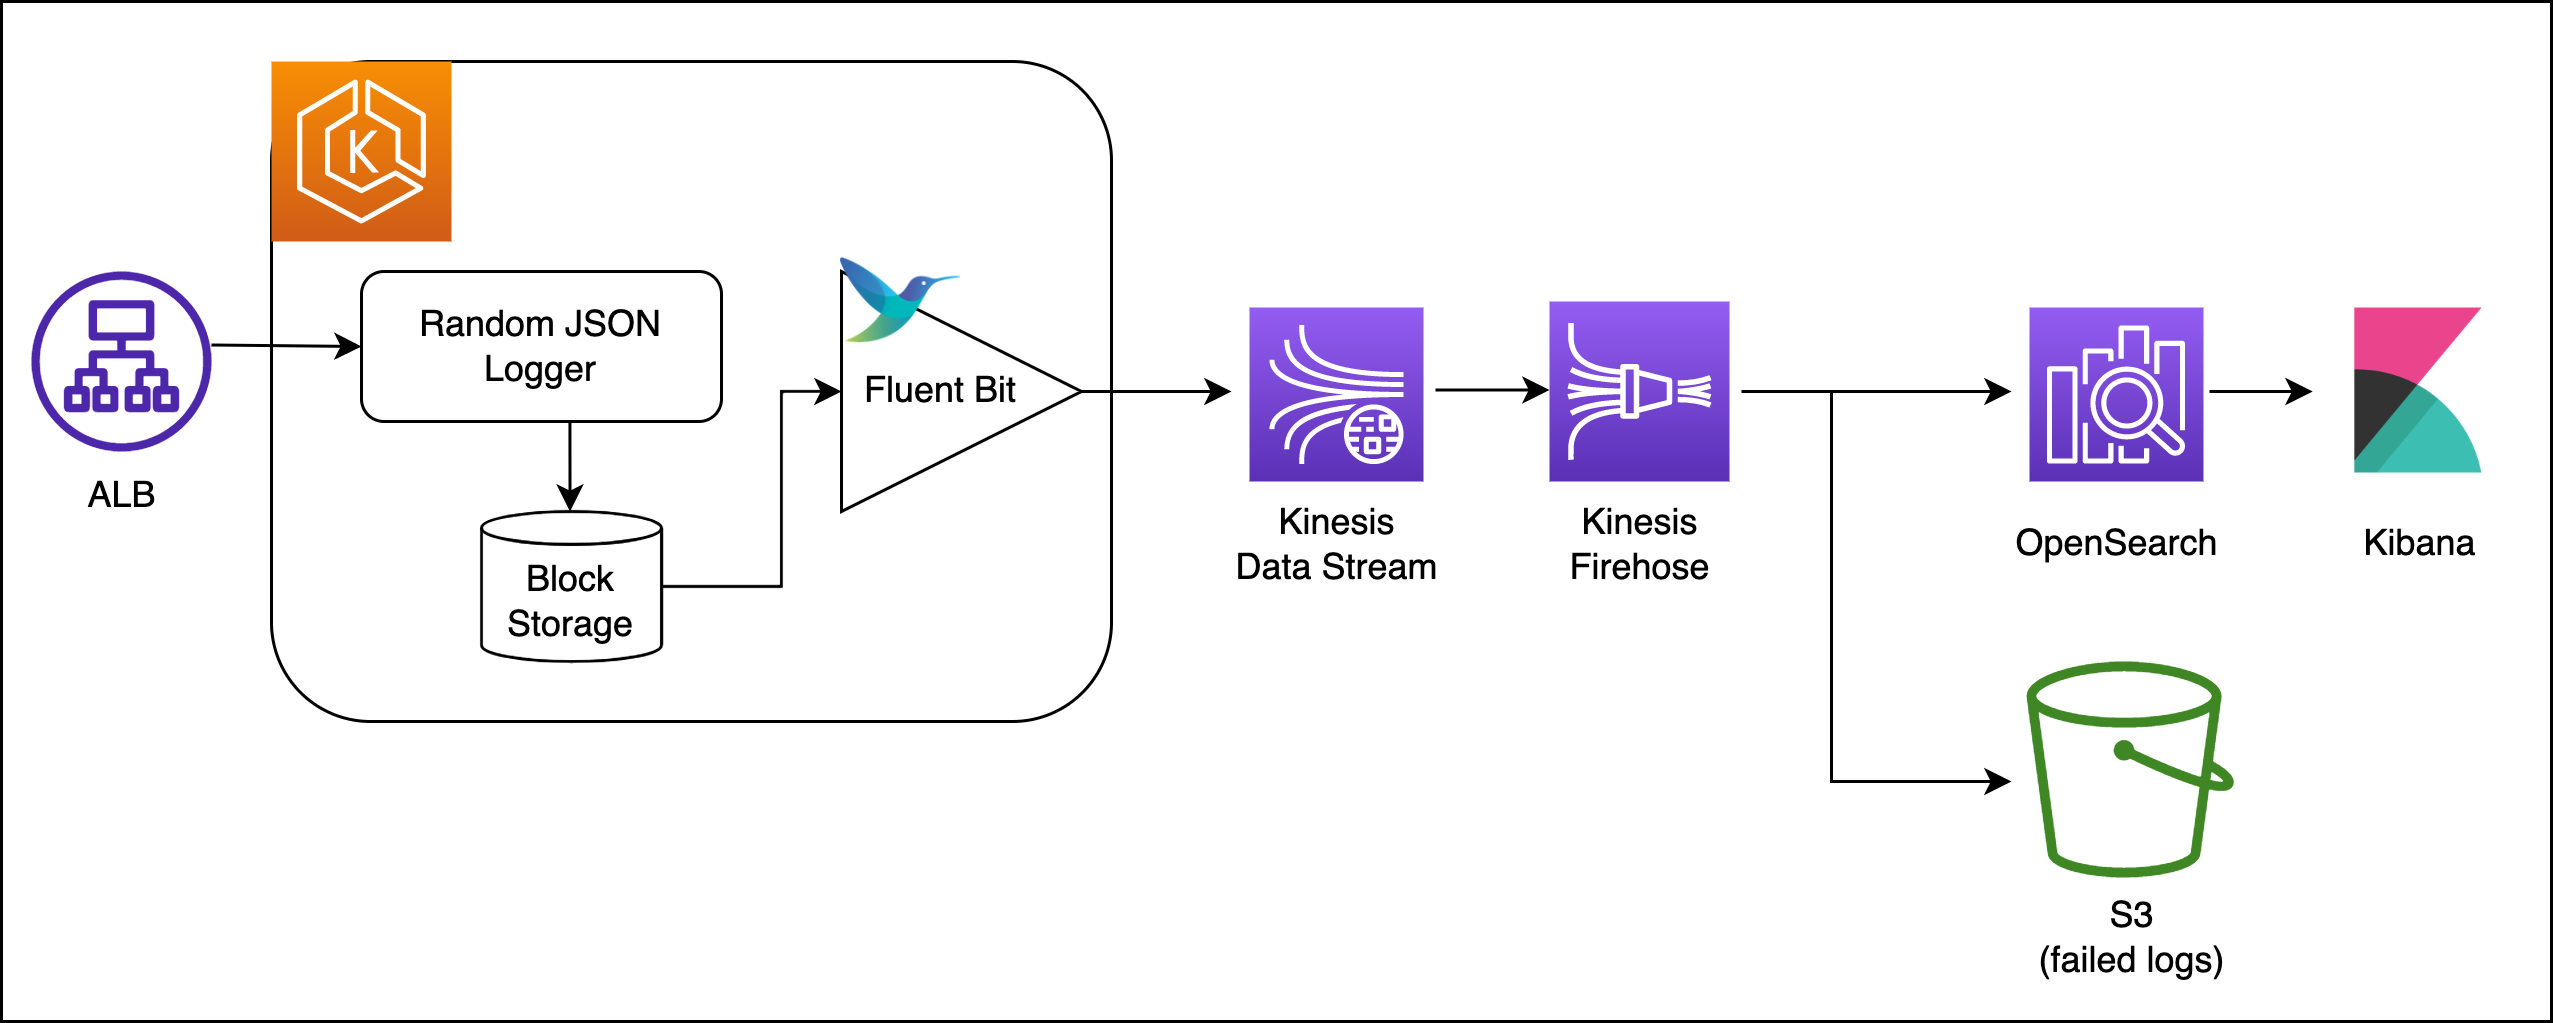 K
Random JSON
Logger
Fluent Bit
ALB
Block
Storage
Kinesis
Data Stream
Kinesis
Firehose
OpenSearch
Kibana
S3
(failed logs)